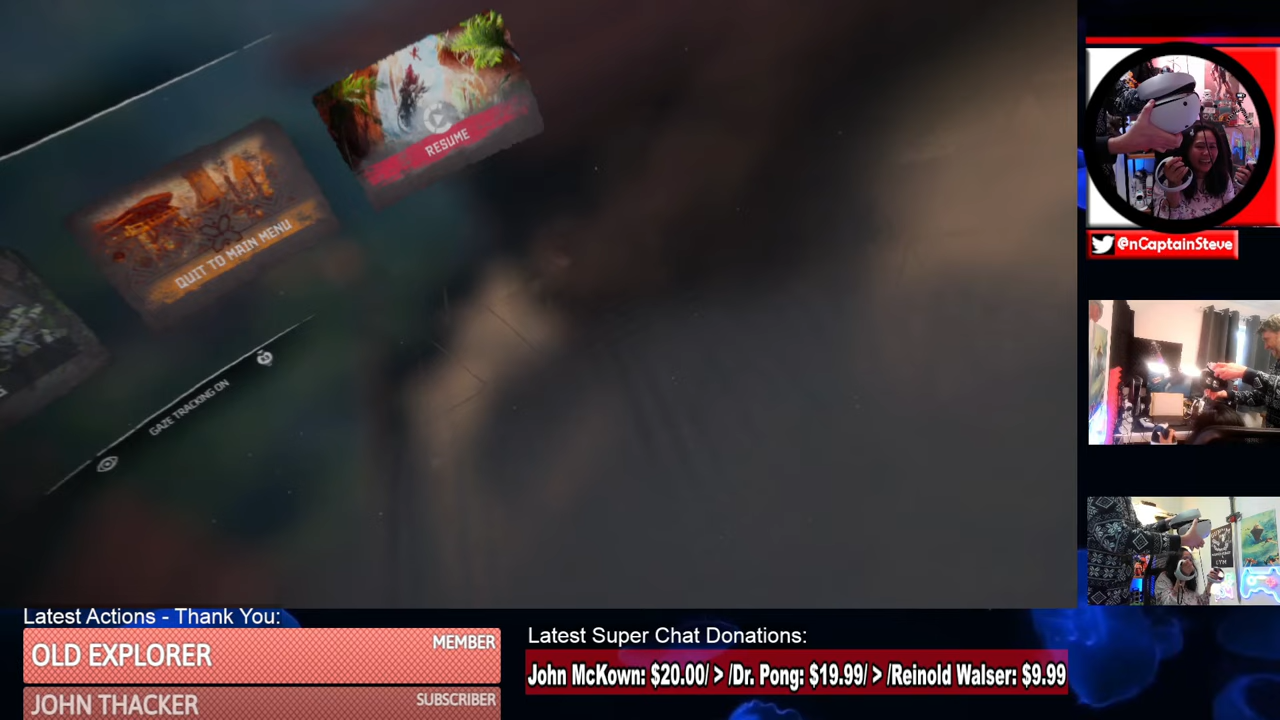 RESUME
QUIT TO MAIN MENU
GAZE TRACKING ON
@nCaptainSteve
Latest Actions - Thank You:
OLD EXPLORER
MEMBER
JOHN THACKER
SUBSCRIBER
Latest Super Chat Donations:
John McKown: $20.00/ > /Dr. Pong: $19.99/ > /Reinold Walser: $9.99